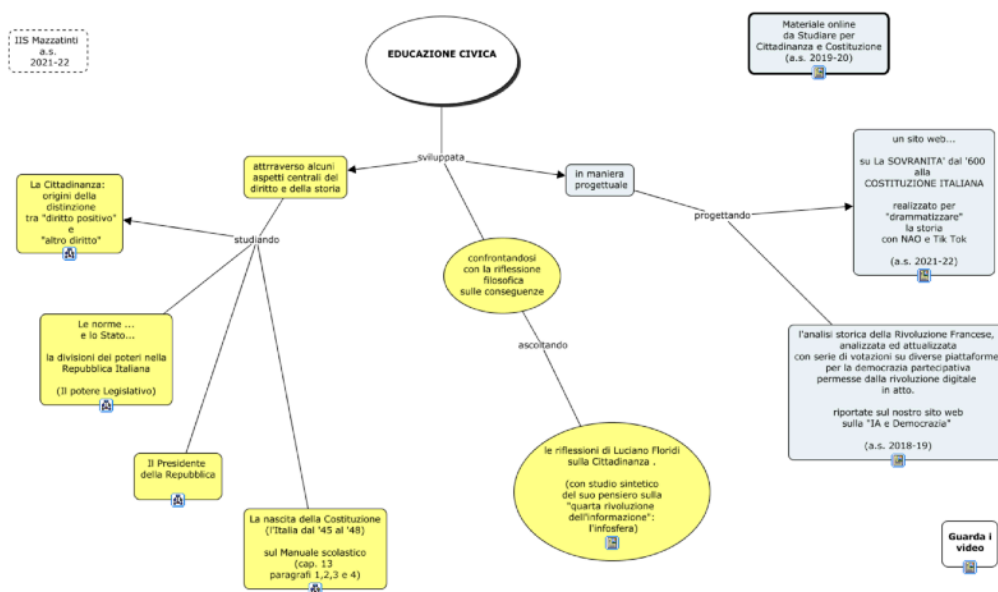 IIS Mazzatinti
a.s.
2021-22
EDUCAZIONE CIVICA
Materiale online
da Studiare per
Cittadinanza e Costituzione
(a.s. 2019-20)
sviluppata
attrraverso alcuni
aspetti centrali del
diritto e della storia
in maniera
progettuale
un sito web...
su La SOVRANITA' dal '600
alla
COSTITUZIONE ITALIANA
realizzato per
"drammatizzare"
la storia
con NAO e Tik Tok
(a.s. 2021-22)
La Cittadinanza:
origini della
distinzione
tra "diritto positivo"
e
"altro diritto"
studiando
progettando
confrontandosi
con la riflessione
filosofica
sulle conseguenze
Le norme ...
e lo Stato...
la divisioni dei poteri nella
Repubblica Italiana
(Il potere Legislativo)
ascoltando
l'analisi storica della Rivoluzione Francese,
analizzata ed attualizzata
con serie di votazioni su diverse piattaforme
per la democrazia partecipativa
permesse dalla rivoluzione digitale
in atto.
riportate sul nostro sito web
sulla "IA e Democrazia"
(a.s. 2018-19)
Il Presidente
della Repubblica
le riflessioni di Luciano Floridi
sulla Cittadinanza .
(con studio sintetico
del suo pensiero sulla
"quarta rivoluzione
dell'informazione":
l'infosfera)
La nascita della Costituzione
(l'Italia dal '45 al '48)
sul Manuale scolastico
(cap. 13
paragrafi 1,2,3 e 4)
Guarda i
video